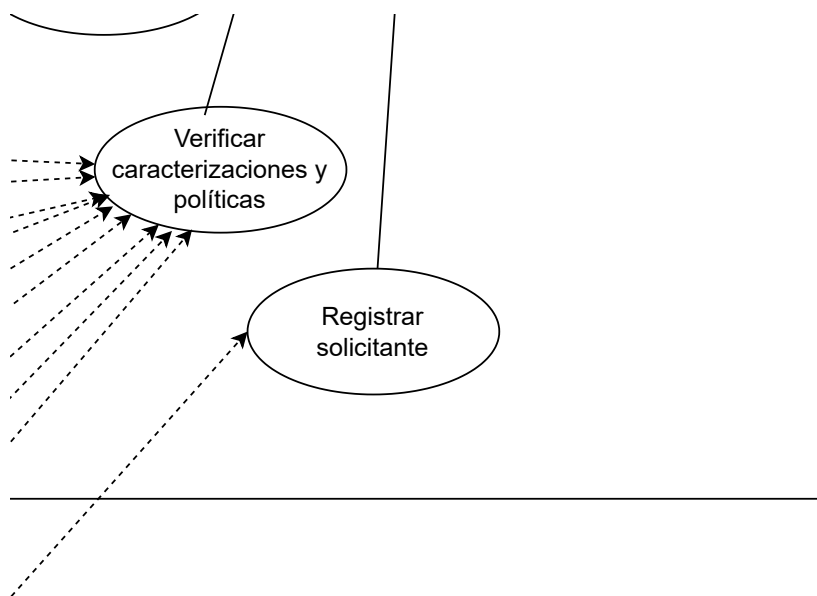 Verificar
caracterizaciones y
políticas
Registrar
solicitante